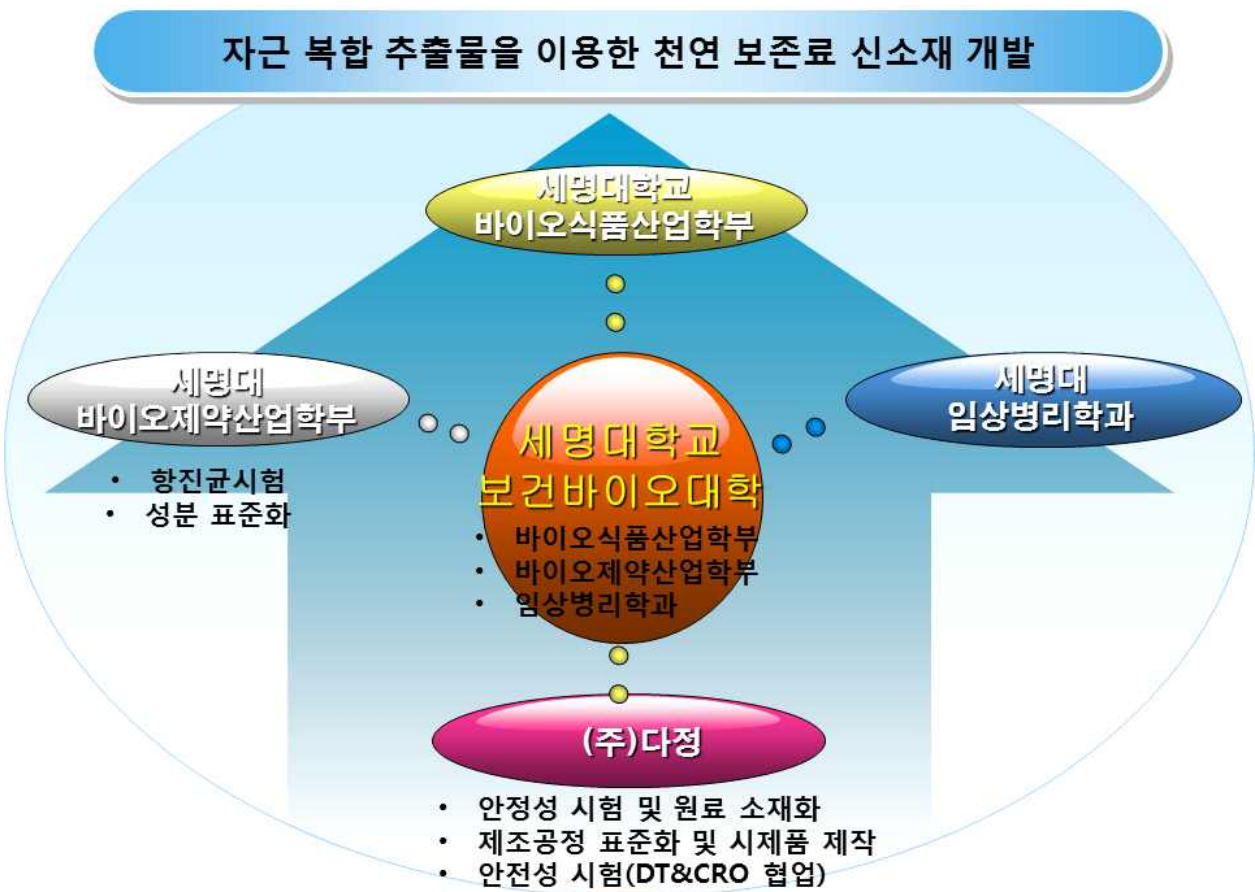 자근 복합 추출물을 이용한 천연 보존료 신소재 개발
세명대학교
바이오식품산업학부
세명대
바이오제약산업학부
• 항진균시험
• 성분 표준화
세명대
임상병리학과
세명대학교
보건바이오대학
• 바이오식품산업학부
• 바이오제약산업학부
• 임상병리학과
(주)다정
• 안정성 시험 및 원료 소재화
• 제조공정 표준화 및 시제품 제작
• 안전성 시험(DT&CRO 협업)